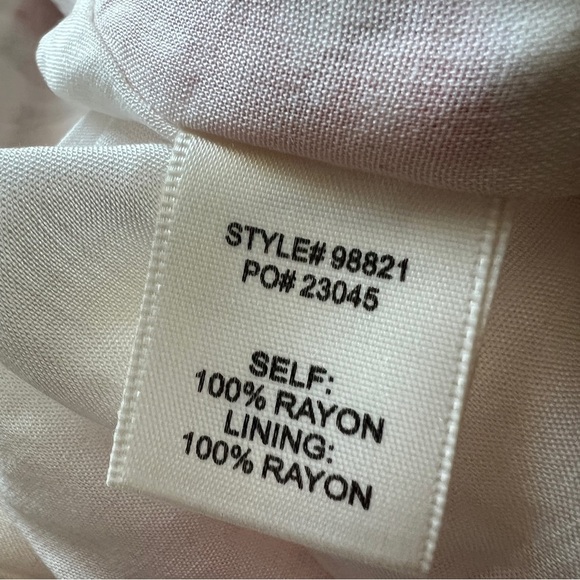 STYLE# 98821
PO# 23045
SELF:
100% RAYON
LINING:
100% RAYON